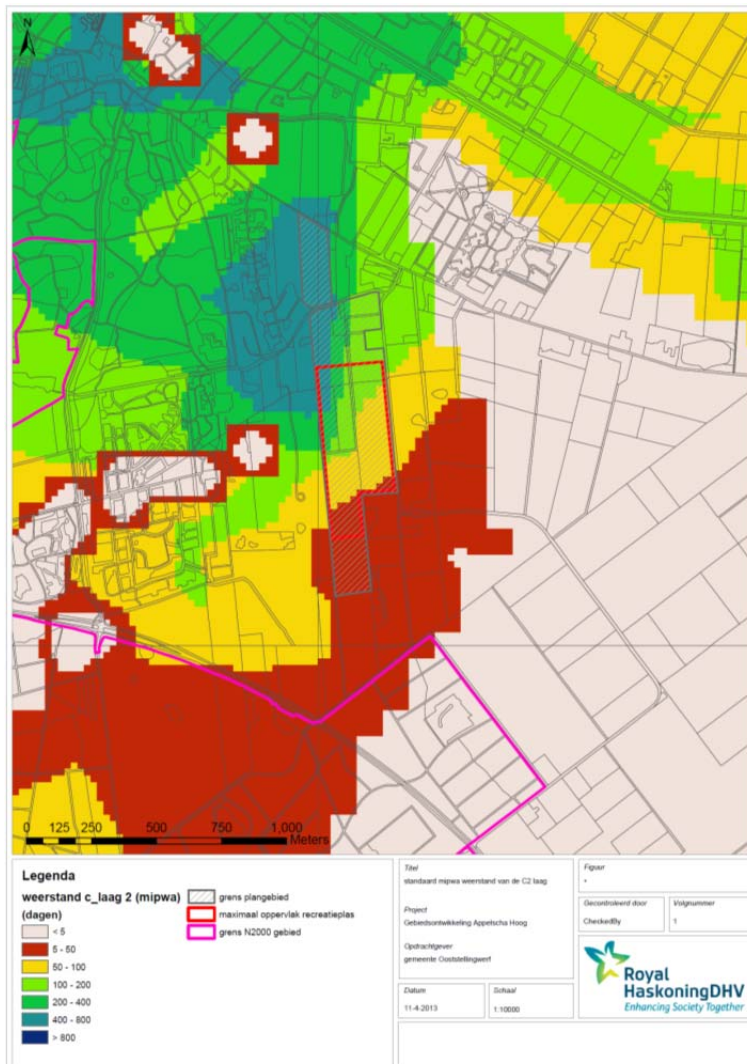 N
0 125 250 500 750 1,000
Meters
Legenda
weerstand c_laag 2 (mipwa)
(dagen)
< 5
5 - 50
50 - 100
100 - 200
200 - 400
400 - 800
> 800
grens plangebied
maximaal oppervlak recreatieplas
grens N2000 gebied
Titel
standaard mipwa weerstand van de C2 laag
Project
Gebiedsontwikkeling Appelscha Hoog
Opdrachtgever
gemeente Ooststellingwerf
Datum
11-4-2013
Schaal
1:10000
Figuur
Gecontroleerd door
CheckedBy
Volgnummer
1
Royal
HaskoningDHV
Enhancing Society Together